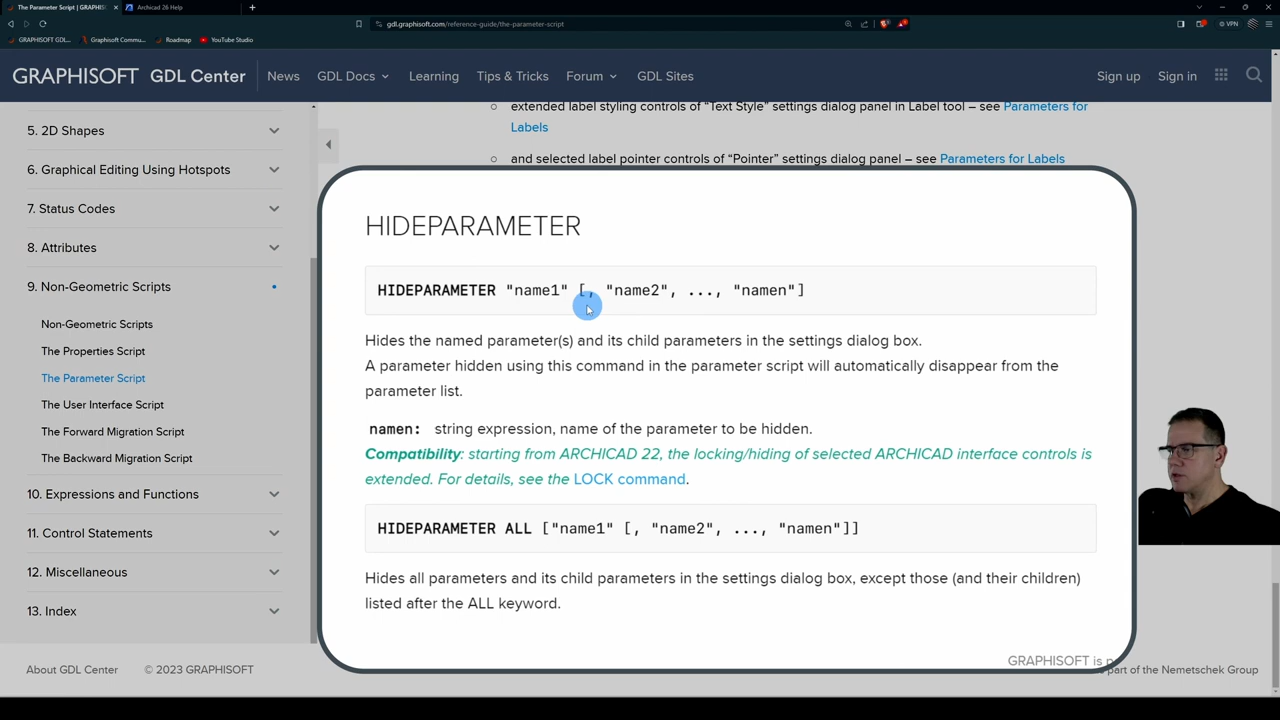 The Parameter Script | GRAPHIS
Archicad 26 Help
gdl.graphisoft.com/reference-guide/the-parameter-script
VPN
GRAPHISOFT GDL...
Graphisoft Commu...
Roadmap
YouTube Studio
GRAPHISOFT GDL Center
News
GDL Docs
Learning
Tips & Tricks
Forum
GDL Sites
Sign up
Sign in
5. 2D Shapes
6. Graphical Editing Using Hotspots
7. Status Codes
8. Attributes
9. Non-Geometric Scripts
Non-Geometric Scripts
The Properties Script
The Parameter Script
The User Interface Script
The Forward Migration Script
The Backward Migration Script
10. Expressions and Functions
11. Control Statements
12. Miscellaneous
13. Index
extended label styling controls of “Text Style” settings dialog panel in Label tool – see Parameters for
Labels
and selected label pointer controls of “Pointer” settings dialog panel – see Parameters for Labels
HIDEPARAMETER
HIDEPARAMETER "name1" [, "name2", ..., "namen"]
Hides the named parameter(s) and its child parameters in the settings dialog box.
A parameter hidden using this command in the parameter script will automatically disappear from the
parameter list.
namen: string expression, name of the parameter to be hidden.
Compatibility: starting from ARCHICAD 22, the locking/hiding of selected ARCHICAD interface controls is
extended. For details, see the LOCK command.
HIDEPARAMETER ALL ["name1" [, "name2", ..., "namen"]]
Hides all parameters and its child parameters in the settings dialog box, except those (and their children)
listed after the ALL keyword.
GRAPHISOFT is p
part of the Nemetschek Group
About GDL Center
© 2023 GRAPHISOFT